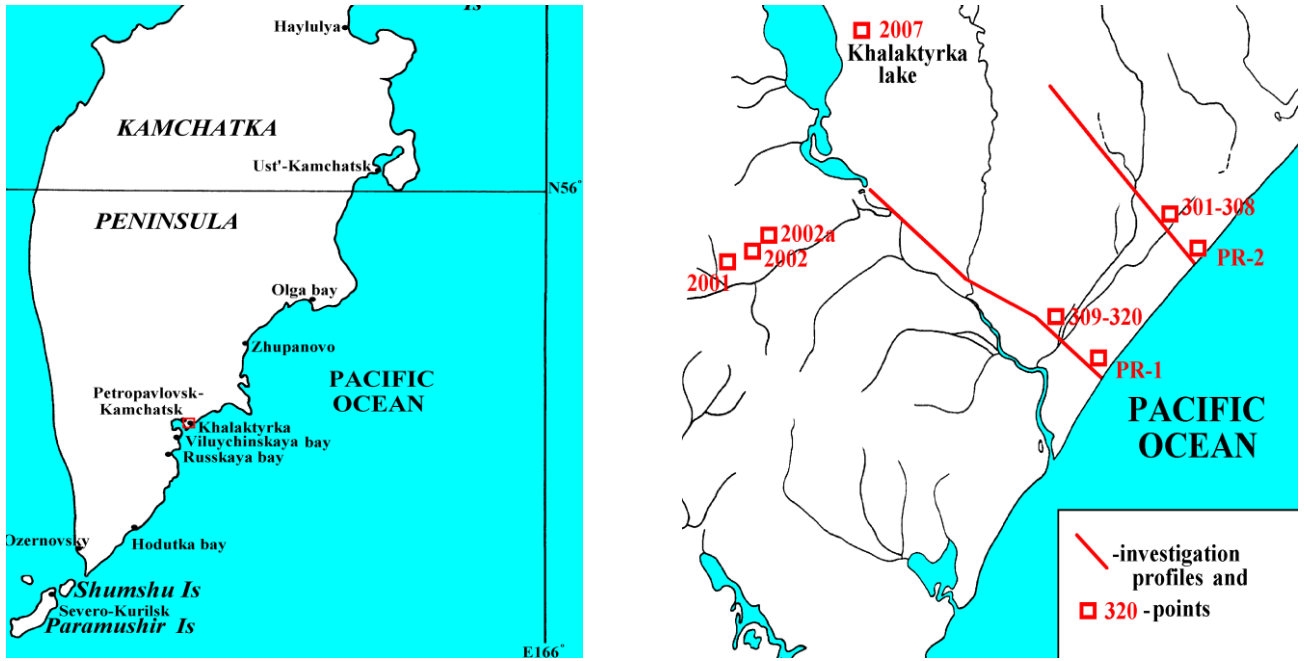 Is
Haylulya
KAMCHATKA
Ust'-Kamchatsk
N56°
PENINSULA
Olga bay
Zhupanovo
PACIFIC
OCEAN
Petropavlovsk-
Kamchatsk
Khalaktyrka
Viluychinskaya bay
Russkaya bay
Ozernovsky
Hodutka bay
Shumshu Is
Severo-Kurilsk
Paramushir Is
E166°
2007
Khalaktyrka
lake
2002a
2002
2001
301-308
PR-2
309-320
PR-1
PACIFIC
OCEAN
-investigation
profiles and
320 -points